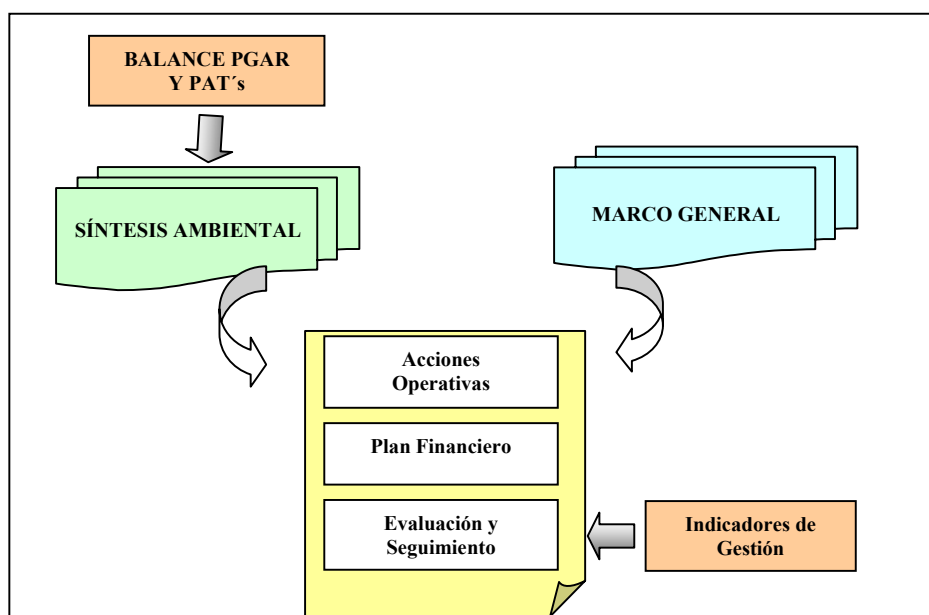 BALANCE PGAR
Y PAT´s
SÍNTESIS AMBIENTAL
MARCO GENERAL
Acciones
Operativas
Plan Financiero
Evaluación y
Seguimiento
Indicadores de
Gestión